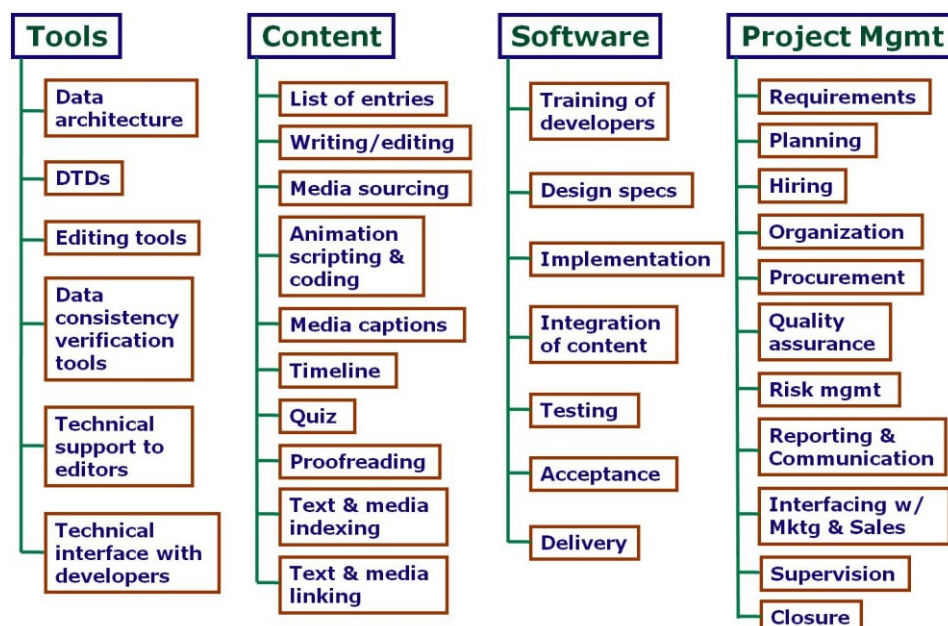 Tools
Data
architecture
DTDs
Editing tools
Data
consistency
verification
tools
Technical
support to
editors
Technical
interface with
developers
Content
List of entries
Writing/editing
Media sourcing
Animation
scripting &
coding
Media captions
Timeline
Quiz
Proofreading
Text & media
indexing
Text & media
linking
Software
Training of
developers
Design specs
Implementation
Integration
of content
Testing
Acceptance
Delivery
Project Mgmt
Requirements
Planning
Hiring
Organization
Procurement
Quality
assurance
Risk mgmt
Reporting &
Communication
Interfacing w/
Mktg & Sales
Supervision
Closure